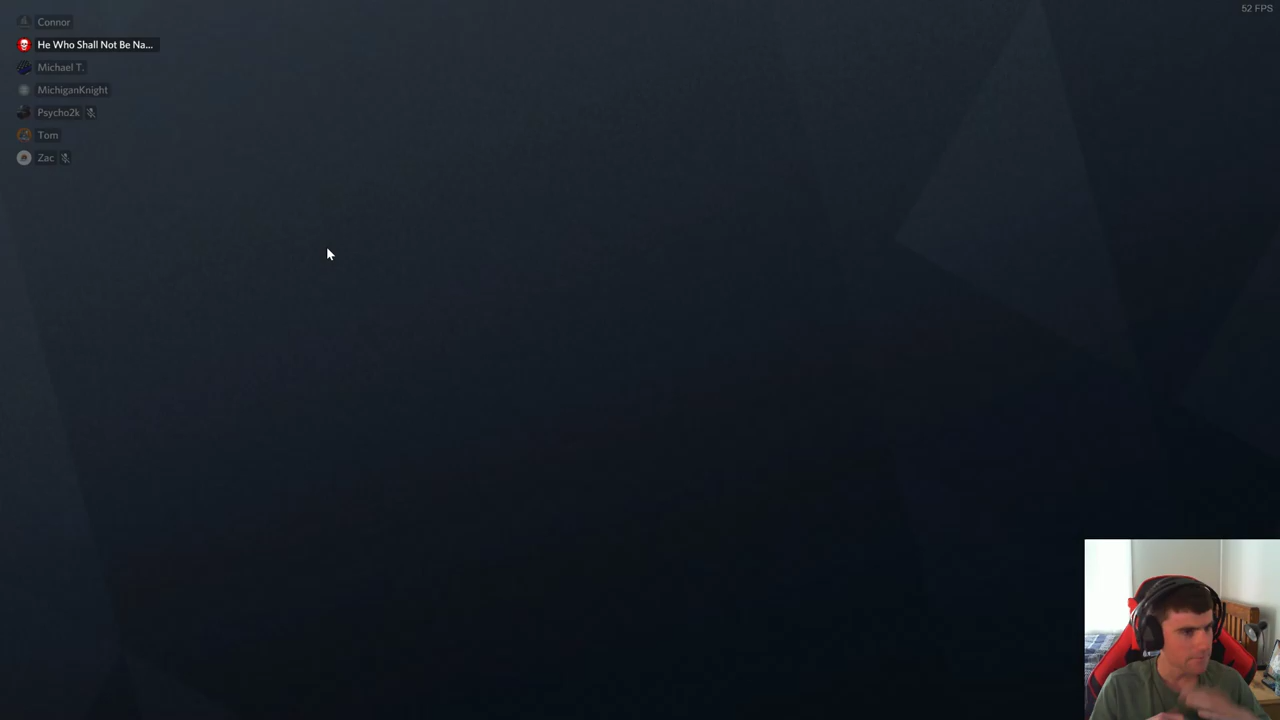 52 FPS
Connor
He Who Shall Not Be Na...
Michael T.
MichiganKnight
Psycho2k
Tom
Zac